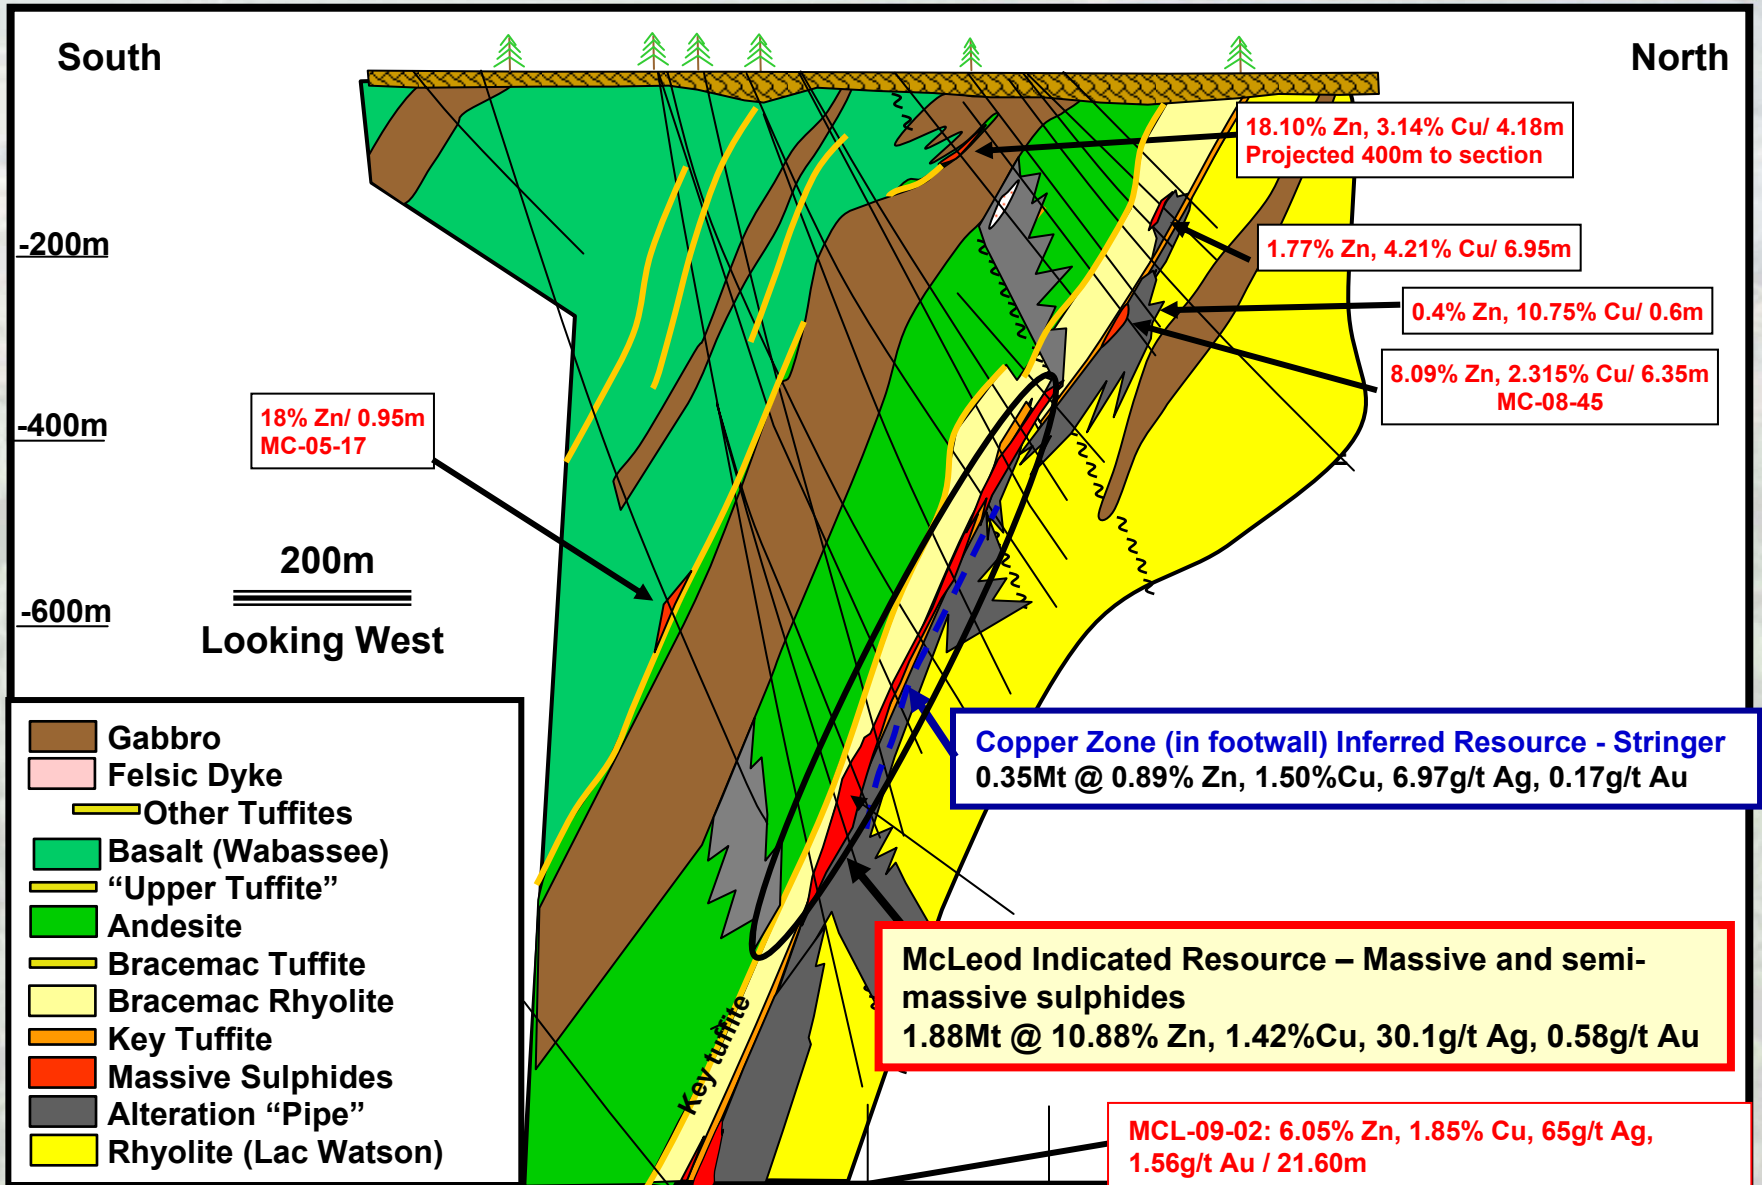 South
North
18.10% Zn, 3.14% Cu/ 4.18m
Projected 400m to section
-200m
1.77% Zn, 4.21% Cu/ 6.95m
0.4% Zn, 10.75% Cu/ 0.6m
8.09% Zn, 2.315% Cu/ 6.35m
MC-08-45
18% Zn/ 0.95m
MC-05-17
-400m
200m
-600m
Looking West
Gabbro
Felsic Dyke
Other Tuffites
Basalt (Wabassee)
“Upper Tuffite”
Andesite
Bracemac Tuffite
Bracemac Rhyolite
Key Tuffite
Massive Sulphides
Alteration “Pipe”
Rhyolite (Lac Watson)
Key tuffite
Copper Zone (in footwall) Inferred Resource - Stringer
0.35Mt @ 0.89% Zn, 1.50%Cu, 6.97g/t Ag, 0.17g/t Au
McLeod Indicated Resource – Massive and semi-
massive sulphides
1.88Mt @ 10.88% Zn, 1.42%Cu, 30.1g/t Ag, 0.58g/t Au
MCL-09-02: 6.05% Zn, 1.85% Cu, 65g/t Ag,
1.56g/t Au / 21.60m